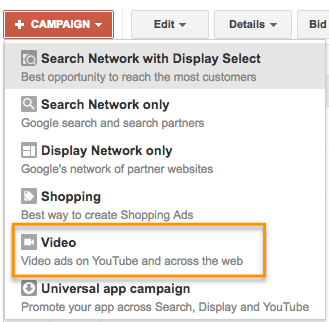 + CAMPAIGN Edit Details Bid
Search Network with Display Select
Best opportunity to reach the most customers
Search Network only
Google search and search partners
Display Network only
Google's network of partner websites
Shopping
Best way to create Shopping Ads
Video
Video ads on YouTube and across the web
Universal app campaign
Promote your app across Search, Display and YouTube